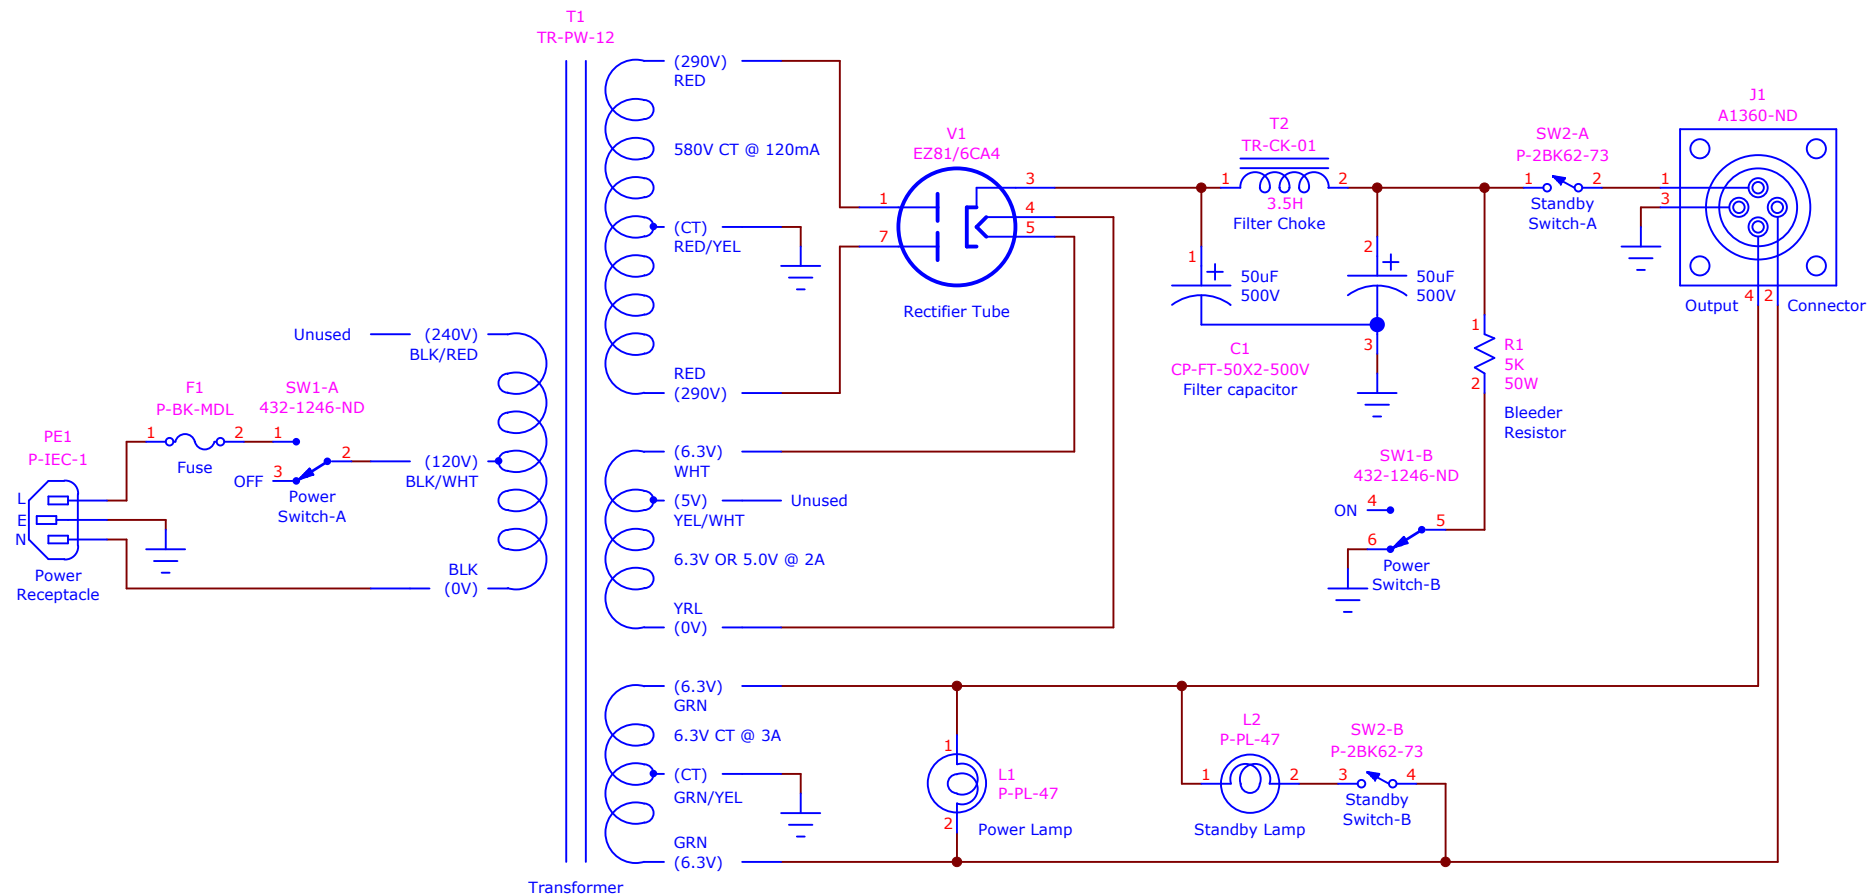 T1
TR-PW-12
(290V)
RED
580V CT @ 120mA
(CT)
RED/YEL
RED
(290V)
Unused
(240V)
BLK/RED
F1
P-BK-MDL
1
2
Fuse
SW1-A
432-1246-ND
1
2
3
OFF
Power
Switch-A
(120V)
BLK/WHT
PE1
P-IEC-1
L
E
N
Power
Receptacle
BLK
(0V)
(6.3V)
WHT
(5V)
Unused
YEL/WHT
6.3V OR 5.0V @ 2A
YRL
(0V)
(6.3V)
GRN
6.3V CT @ 3A
(CT)
GRN/YEL
GRN
(6.3V)
Transformer
V1
EZ81/6CA4
1
7
3
4
5
Rectifier Tube
T2
TR-CK-01
1
2
3.5H
Filter Choke
1
+
50uF
500V
2
+
50uF
500V
3
C1
CP-FT-50X2-500V
Filter capacitor
1
R1
5K
2
50W
Bleeder
Resistor
SW1-B
432-1246-ND
4
ON
5
6
Power
Switch-B
SW2-A
P-2BK62-73
1
2
Standby
Switch-A
J1
A1360-ND
1
3
Output
4
2
Connector
1
L1
P-PL-47
2
Power Lamp
L2
P-PL-47
1
2
Standby Lamp
SW2-B
P-2BK62-73
3
4
Standby
Switch-B